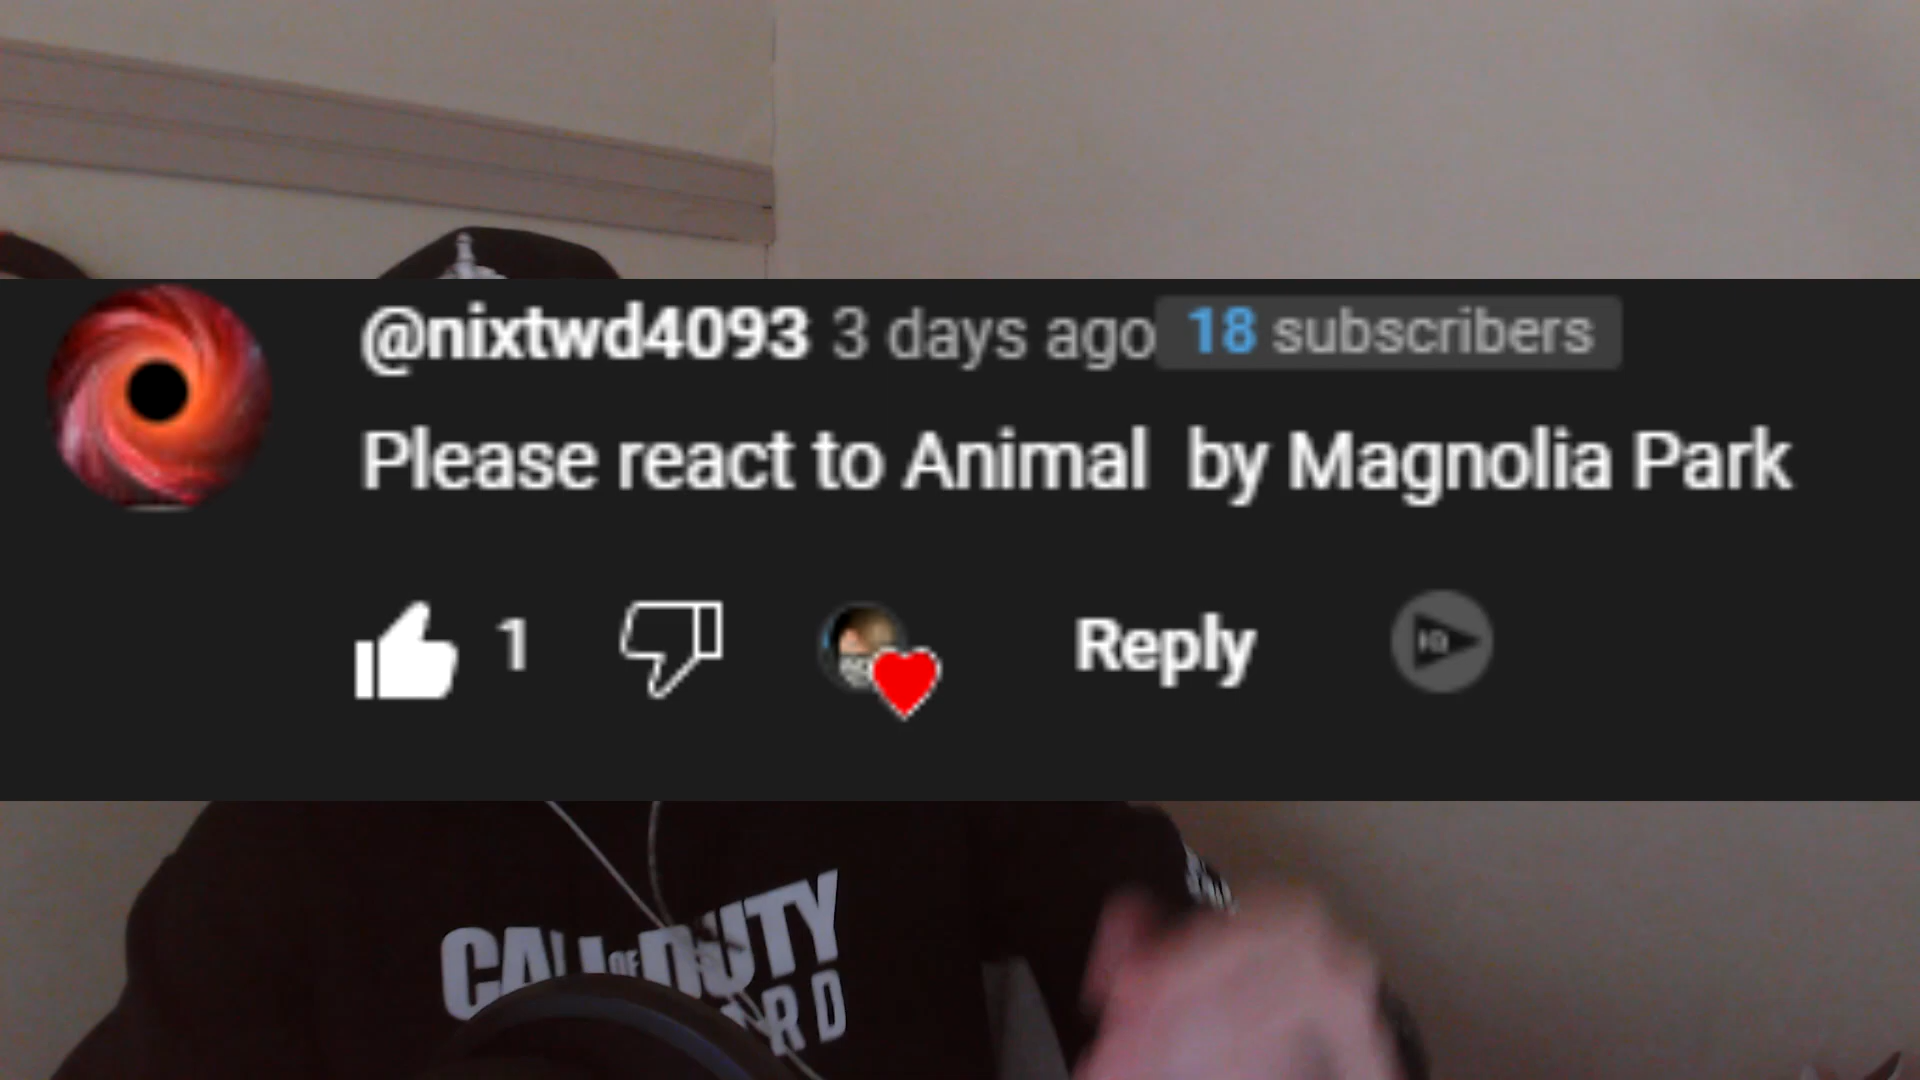 @nixtwd4093 3 days ago 18 subscribers
Please react to Animal by Magnolia Park
1 Reply
CALL OF DUTY